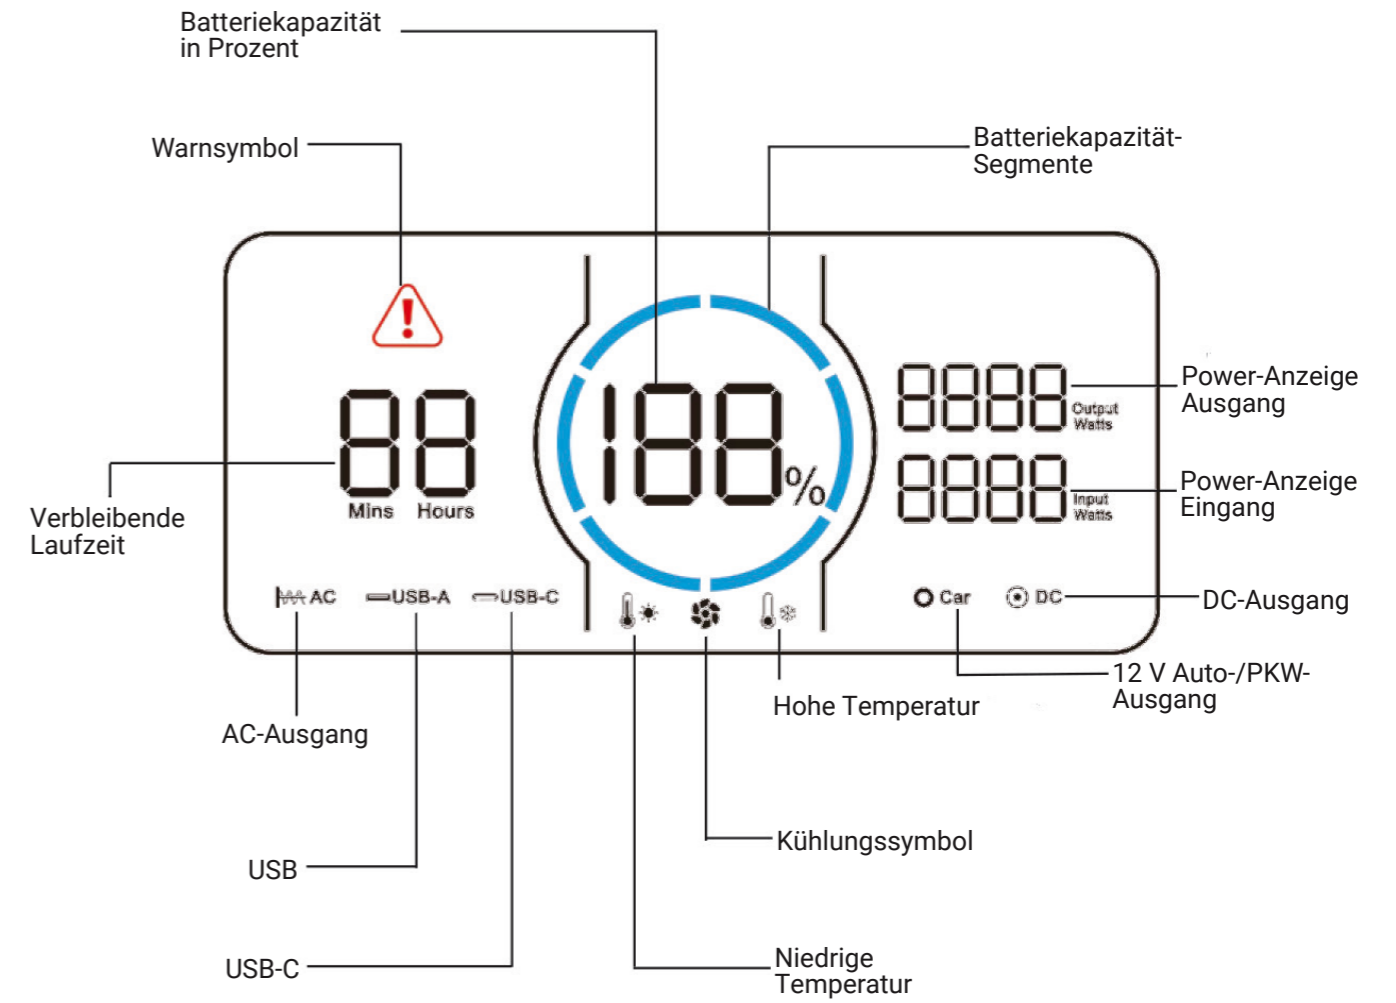 Batteriekapazität
in Prozent
Warnsymbol
Batteriekapazität-
Segmente
188
%
88
Mins Hours
8888
Output
Watts
8888
Input
Watts
Power-Anzeige
Ausgang
Power-Anzeige
Eingang
Verbleibende
Laufzeit
AC USB-A USB-C
Car DC
DC-Ausgang
12 V Auto-/PKW-
Ausgang
Hohe Temperatur
AC-Ausgang
Kühlungssymbol
USB
USB-C
Niedrige
Temperatur